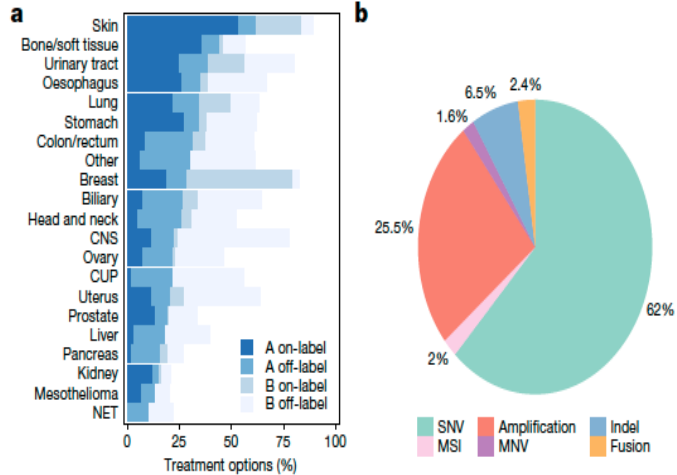 a
Skin
Bone/soft tissue
Urinary tract
Oesophagus
Lung
Stomach
Colon/rectum
Other
Breast
Biliary
Head and neck
CNS
Ovary
CUP
Uterus
Prostate
Liver
Pancreas
Kidney
Mesothelioma
NET
A on-label
A off-label
B on-label
B off-label
0 25 50 75 100
Treatment options (%)
b
2.4%
6.5%
1.6%
25.5%
62%
2%
SNV Amplification Indel
MSI MNV Fusion